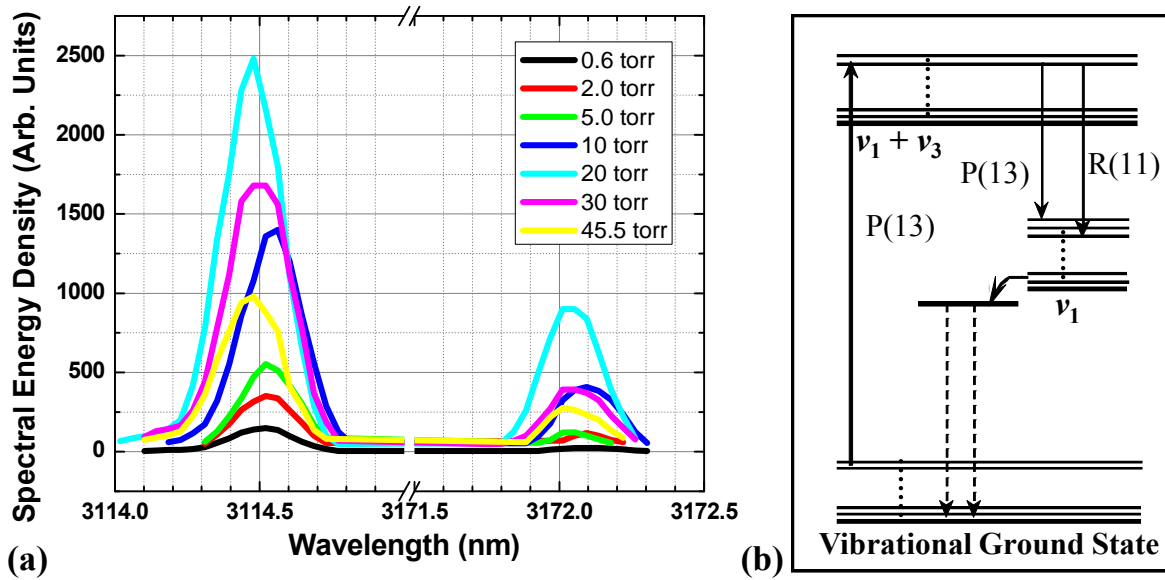 Spectral Energy Density (Arb. Units)
2500
2000
1500
1000
500
0
0.6 torr
2.0 torr
5.0 torr
10 torr
20 torr
30 torr
45.5 torr
3114.0
3114.5
3171.5
3172.0
3172.5
Wavelength (nm)
(a)
v₁ + v₃
P(13)
R(11)
P(13)
v₁
Vibrational Ground State
(b)